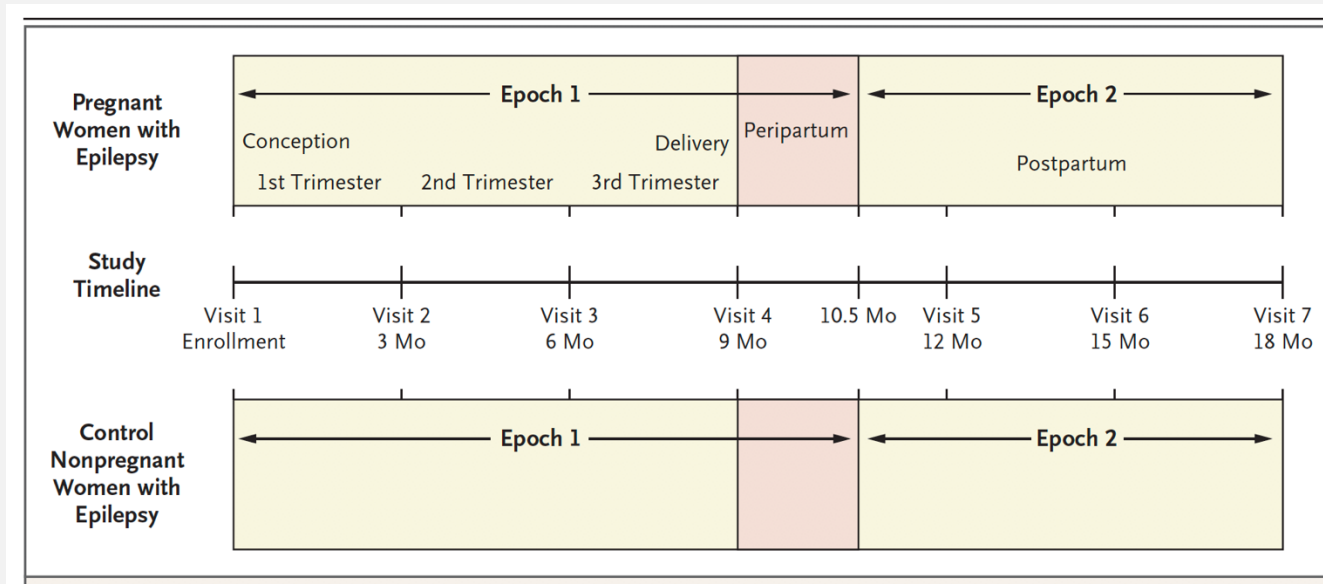 Pregnant
Women with
Epilepsy
Epoch 1
Epoch 2
Conception
Delivery
Peripartum
Postpartum
1st Trimester
2nd Trimester
3rd Trimester
Study
Timeline
Visit 1
Enrollment
Visit 2
3 Mo
Visit 3
6 Mo
Visit 4
9 Mo
10.5 Mo
Visit 5
12 Mo
Visit 6
15 Mo
Visit 7
18 Mo
Control
Nonpregnant
Women with
Epilepsy
Epoch 1
Epoch 2